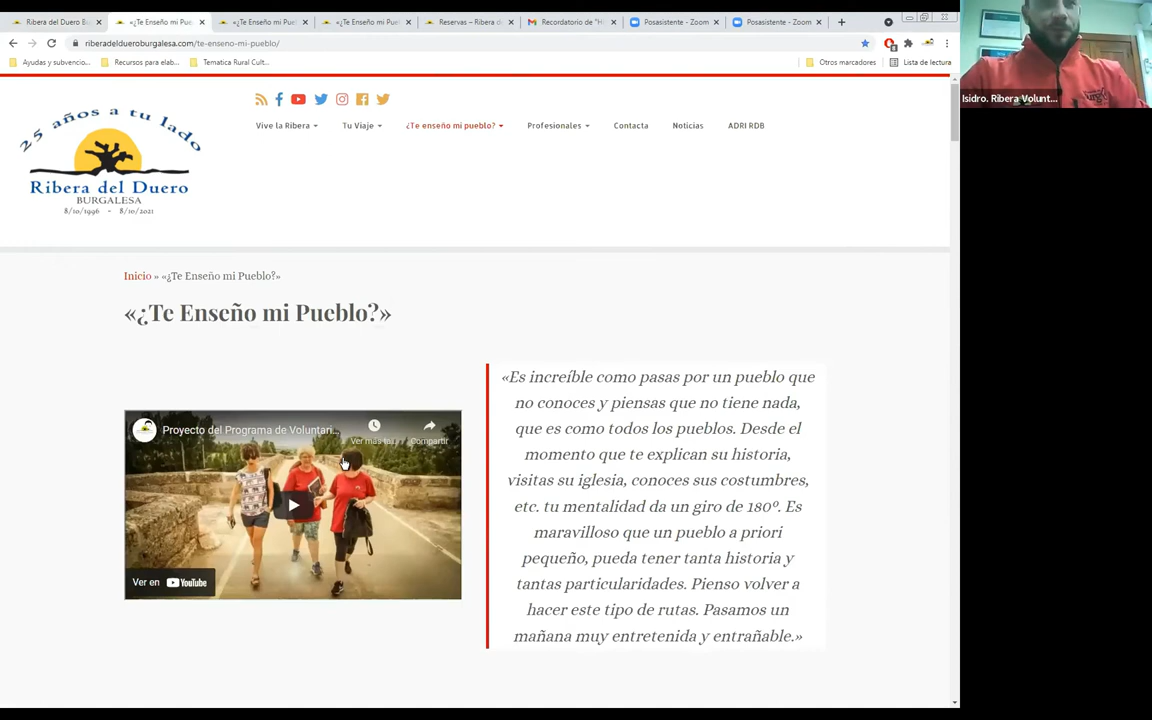 Ribera del Duero B
«¿Te Enseño mi Pue
«¿Te Enseño mi Pueb
«¿Te Enseño mi Pueb
Reservas – Ribera d
Recordatorio de "H
Posasistente - Zoom
Posasistente - Zoom
riberadeldueroburgalesa.com/te-enseno-mi-pueblo/
Ayudas y subvencio...
Recursos para elab...
Tematica Rural Cult...
Otros marcadores
Lista de lectura
Isidro. Ribera Volunt...
25 años a tu lado
Ribera del Duero
BURGALESA
8/10/1996 - 8/10/2021
Vive la Ribera
Tu Viaje
¿Te enseño mi pueblo?
Profesionales
Contacta
Noticias
ADRI RDB
Inicio » «¿Te Enseño mi Pueblo?»
«¿Te Enseño mi Pueblo?»
Proyecto del Programa de Voluntari...
Ver más ta...
Compartir
Ver en YouTube
«Es increíble como pasas por un pueblo que
no conoces y piensas que no tiene nada,
que es como todos los pueblos. Desde el
momento que te explican su historia,
visitas su iglesia, conoces sus costumbres,
etc. tu mentalidad da un giro de 180º. Es
maravilloso que un pueblo a priori
pequeño, pueda tener tanta historia y
tantas particularidades. Pienso volver a
hacer este tipo de rutas. Pasamos un
mañana muy entretenida y entrañable.»